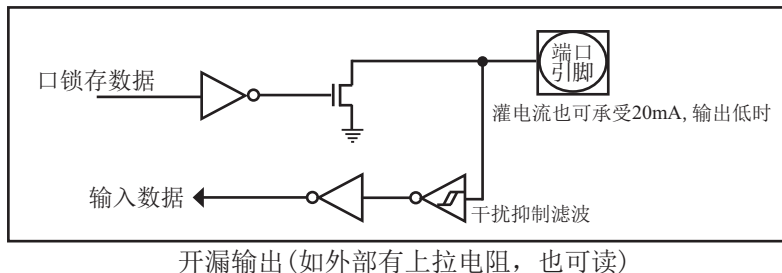 端口
引脚
口锁存数据
灌电流也可承受20mA, 输出低时
输入数据
干扰抑制滤波
开漏输出(如外部有上拉电阻，也可读)